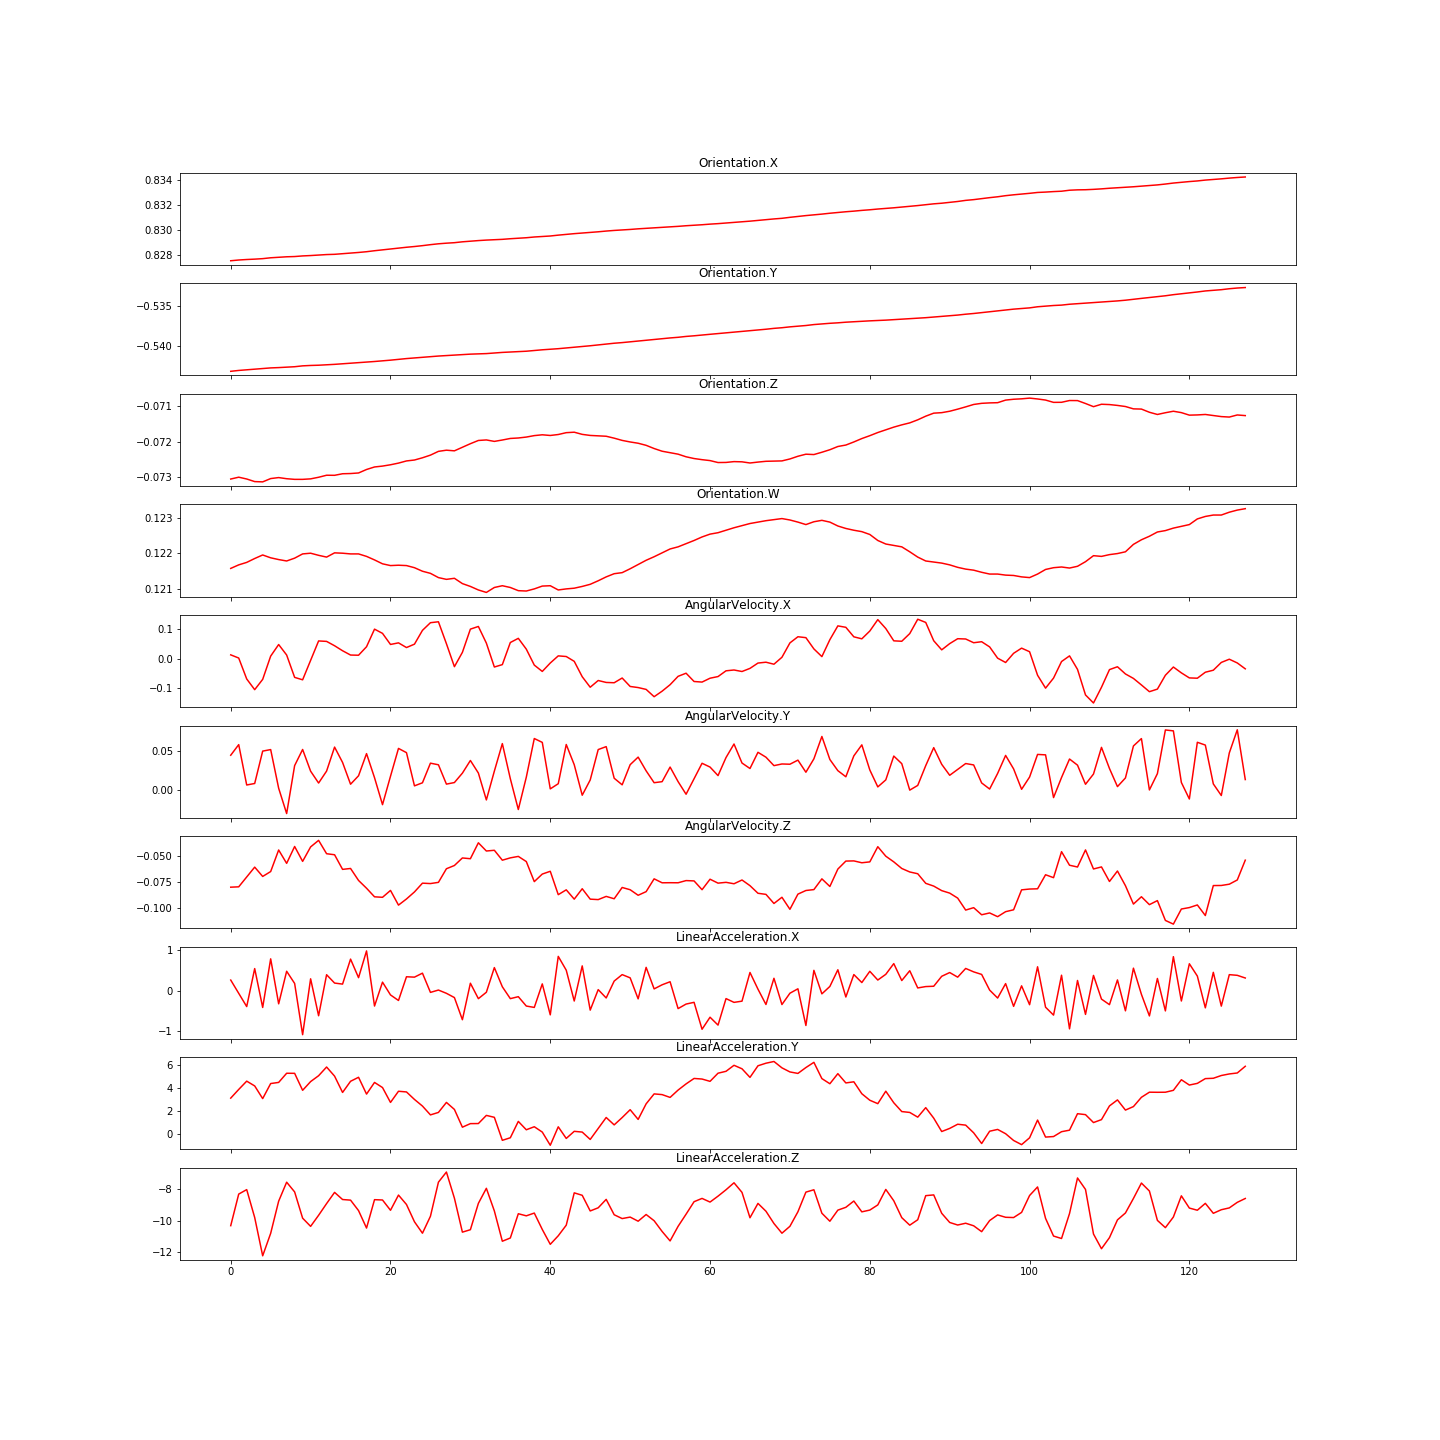 Orientation.X
0.834
0.832
0.830
0.828
Orientation.Y
−0.535
−0.540
Orientation.Z
−0.071
−0.072
−0.073
Orientation.W
0.123
0.122
0.121
AngularVelocity.X
0.1
0.0
−0.1
AngularVelocity.Y
0.05
0.00
AngularVelocity.Z
−0.050
−0.075
−0.100
LinearAcceleration.X
1
0
−1
LinearAcceleration.Y
6
4
2
0
LinearAcceleration.Z
−8
−10
−12
0 20 40 60 80 100 120